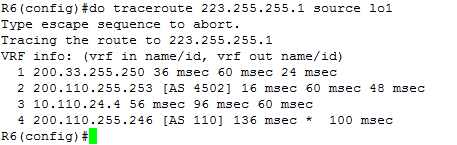 R6(config)#do traceroute 223.255.255.1 source lo1
Type escape sequence to abort.
Tracing the route to 223.255.255.1
VRF info: (vrf in name/id, vrf out name/id)
1 200.33.255.250 36 msec 60 msec 24 msec
2 200.110.255.253 [AS 4502] 16 msec 60 msec 48 msec
3 10.110.24.4 56 msec 96 msec 60 msec
4 200.110.255.246 [AS 110] 136 msec * 100 msec
R6(config)#